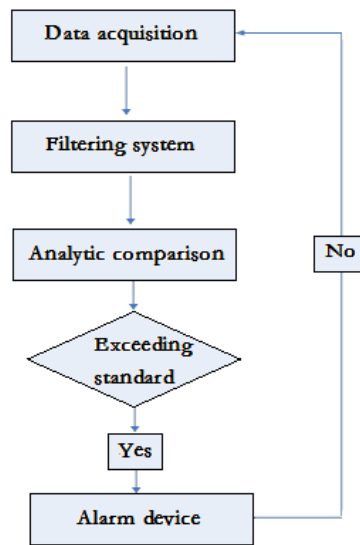 Data acquisition
Filtering system
Analytic comparison
No
Exceeding
standard
Yes
Alarm device